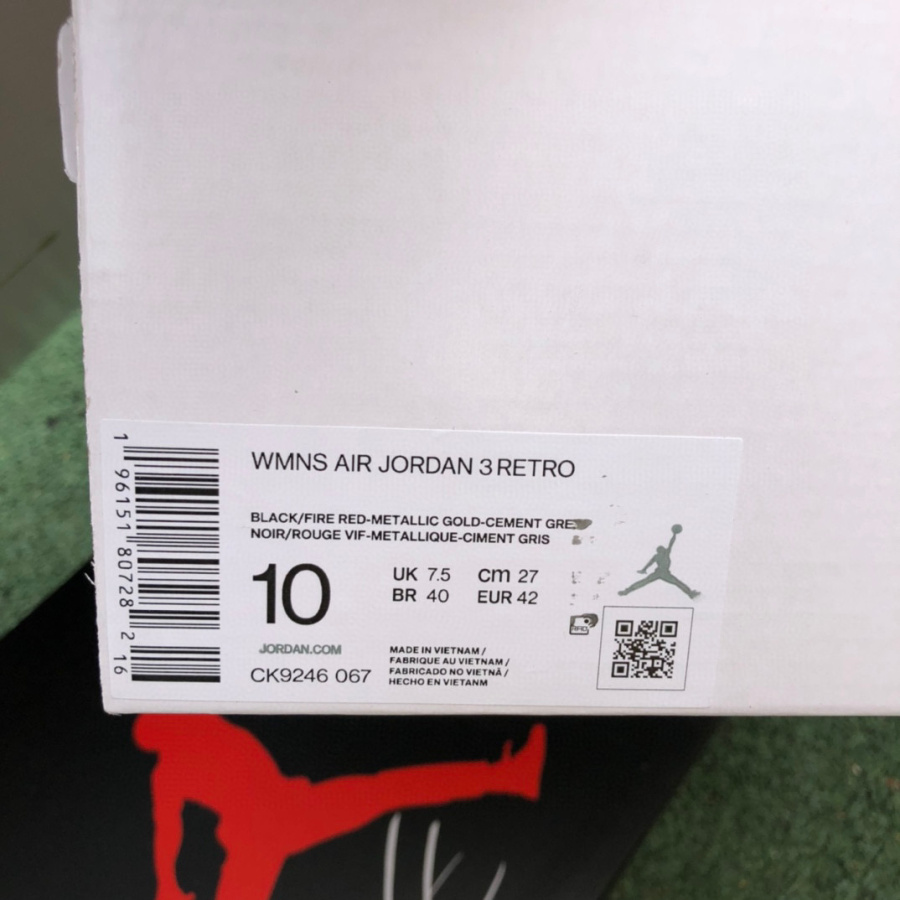 WMNS AIR JORDAN 3 RETRO
BLACK/FIRE RED-METALLIC GOLD-CEMENT
NOIR/ROUGE VIF-METALLIQUE-CIMENT GRIS
10
UK 7.5 cm 27
BR 40 EUR 42
JORDAN.COM
CK9246 067
MADE IN VIETNAM /
FABRIQUE AU VIETNAM /
FABRICADO NO VIETNÃ /
HECHO EN VIETANM
1 96151 80728 2 16